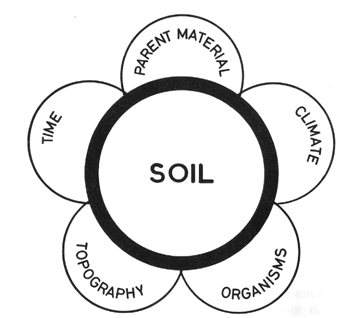 PARENT MATERIAL
CLIMATE
TIME
SOIL
TOPOGRAPHY
ORGANISMS